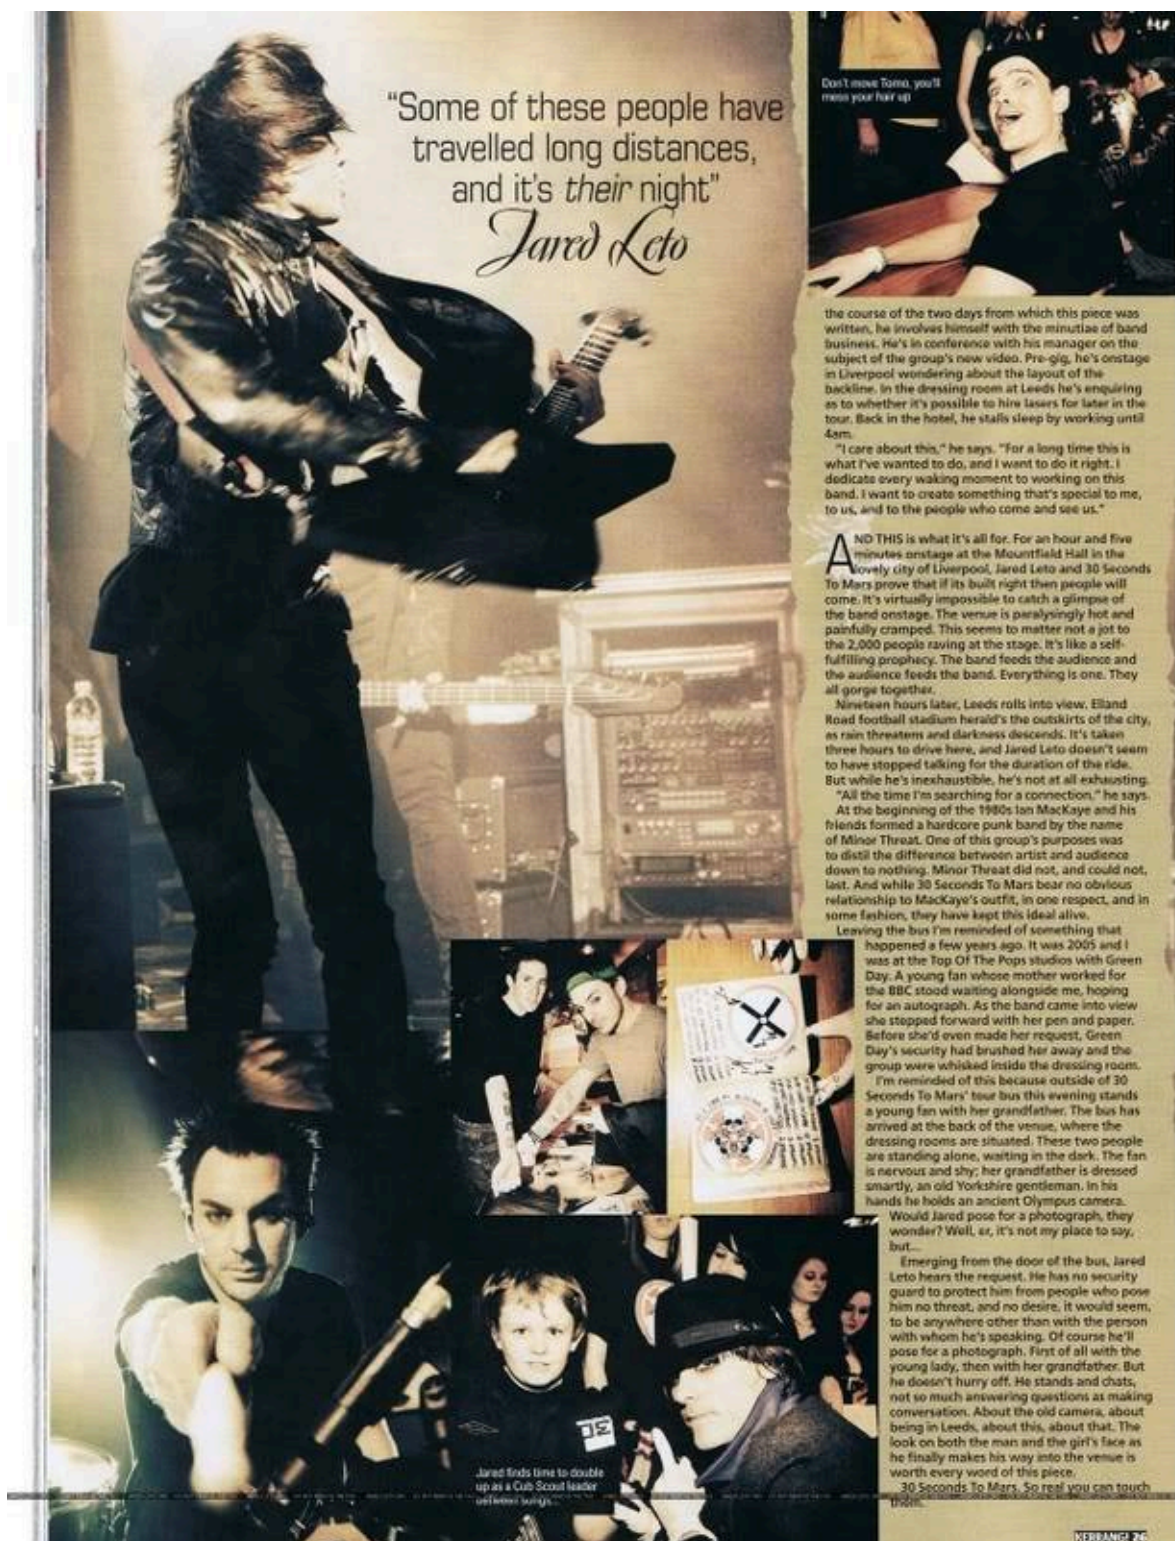 "Some of these people have
travelled long distances,
and it's their night"
Jared Leto
Don't move Tomo, you'll
mess your hair up
the course of the two days from which this piece was
written, he involves himself with the minutiae of band
business. He's in conference with his manager on the
subject of the group's new video. Pre-gig, he's onstage
in Liverpool wondering about the layout of the
backline. In the dressing room at Leeds he's enquiring
as to whether it's possible to hire lasers for later in the
tour. Back in the hotel, he stalls sleep by working until
4am.
"I care about this," he says. "For a long time this is
what I've wanted to do, and I want to do it right. I
dedicate every waking moment to working on this
band. I want to create something that's special to me,
to us, and to the people who come and see us."
AND THIS is what it's all for. For an hour and five
minutes onstage at the Mountfield Hall in the
lovely city of Liverpool, Jared Leto and 30 Seconds
To Mars prove that if its built right then people will
come. It's virtually impossible to catch a glimpse of
the band onstage. The venue is paralysingly hot and
painfully cramped. This seems to matter not a jot to
the 2,000 people raving at the stage. It's like a self-
fulfilling prophecy. The band feeds the audience and
the audience feeds the band. Everything is one. They
all gorge together.
Nineteen hours later, Leeds rolls into view. Elland
Road football stadium herald's the outskirts of the city,
as rain threatens and darkness descends. It's taken
three hours to drive here, and Jared Leto doesn't seem
to have stopped talking for the duration of the ride.
But while he's inexhaustible, he's not at all exhausting.
"All the time I'm searching for a connection," he says.
At the beginning of the 1980s Ian MacKaye and his
friends formed a hardcore punk band by the name
of Minor Threat. One of this group's purposes was
to distil the difference between artist and audience
down to nothing. Minor Threat did not, and could not,
last. And while 30 Seconds To Mars bear no obvious
relationship to MacKaye's outfit, in one respect, and in
some fashion, they have kept this ideal alive.
Leaving the bus I'm reminded of something that
happened a few years ago. It was 2005 and I
was at the Top Of The Pops studios with Green
Day. A young fan whose mother worked for
the BBC stood waiting alongside me, hoping
for an autograph. As the band came into view
she stepped forward with her pen and paper.
Before she'd even made her request, Green
Day's security had brushed her away and the
group were whisked inside the dressing room.
I'm reminded of this because outside of 30
Seconds To Mars' tour bus this evening stands
a young fan with her grandfather. The bus has
arrived at the back of the venue, where the
dressing rooms are situated. These two people
are standing alone, waiting in the dark. The fan
is nervous and shy; her grandfather is dressed
smartly, an old Yorkshire gentleman. In his
hands he holds an ancient Olympus camera.
Would Jared pose for a photograph, they
wonder? Well, er, it's not my place to say,
but...
Emerging from the door of the bus, Jared
Leto hears the request. He has no security
guard to protect him from people who pose
him no threat, and no desire, it would seem,
to be anywhere other than with the person
with whom he's speaking. Of course he'll
pose for a photograph. First of all with the
young lady, then with her grandfather. But
he doesn't hurry off. He stands and chats,
not so much answering questions as making
conversation. About the old camera, about
being in Leeds, about this, about that. The
look on both the man and the girl's face as
he finally makes his way into the venue is
worth every word of this piece.
30 Seconds To Mars. So real you can touch
them.
Jared finds time to double
up as a Cub Scout leader
between songs...
KERRANG! 26